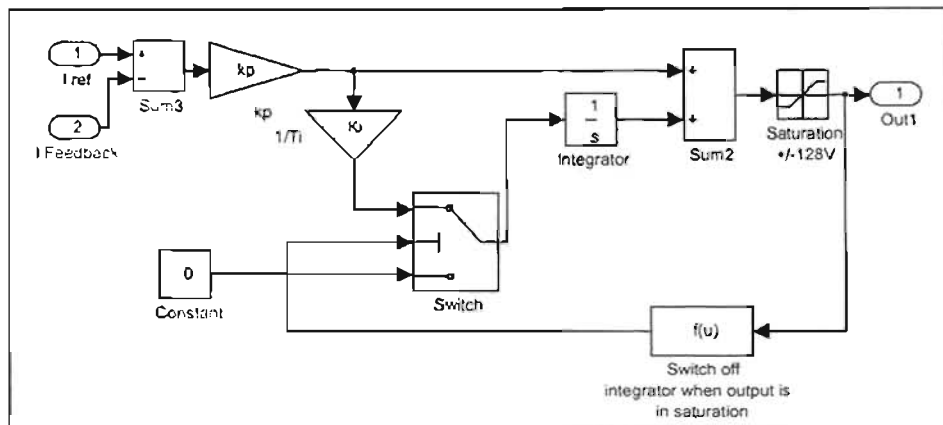 1
I ref
+
-
Sum3
kp
kp
2
I Feedback
1/Ti
1
s
Integrator
+
+
Sum2
Saturation
+/-128V
1
Out1
0
Constant
Switch
f(u)
Switch off
integrator when output is
in saturation